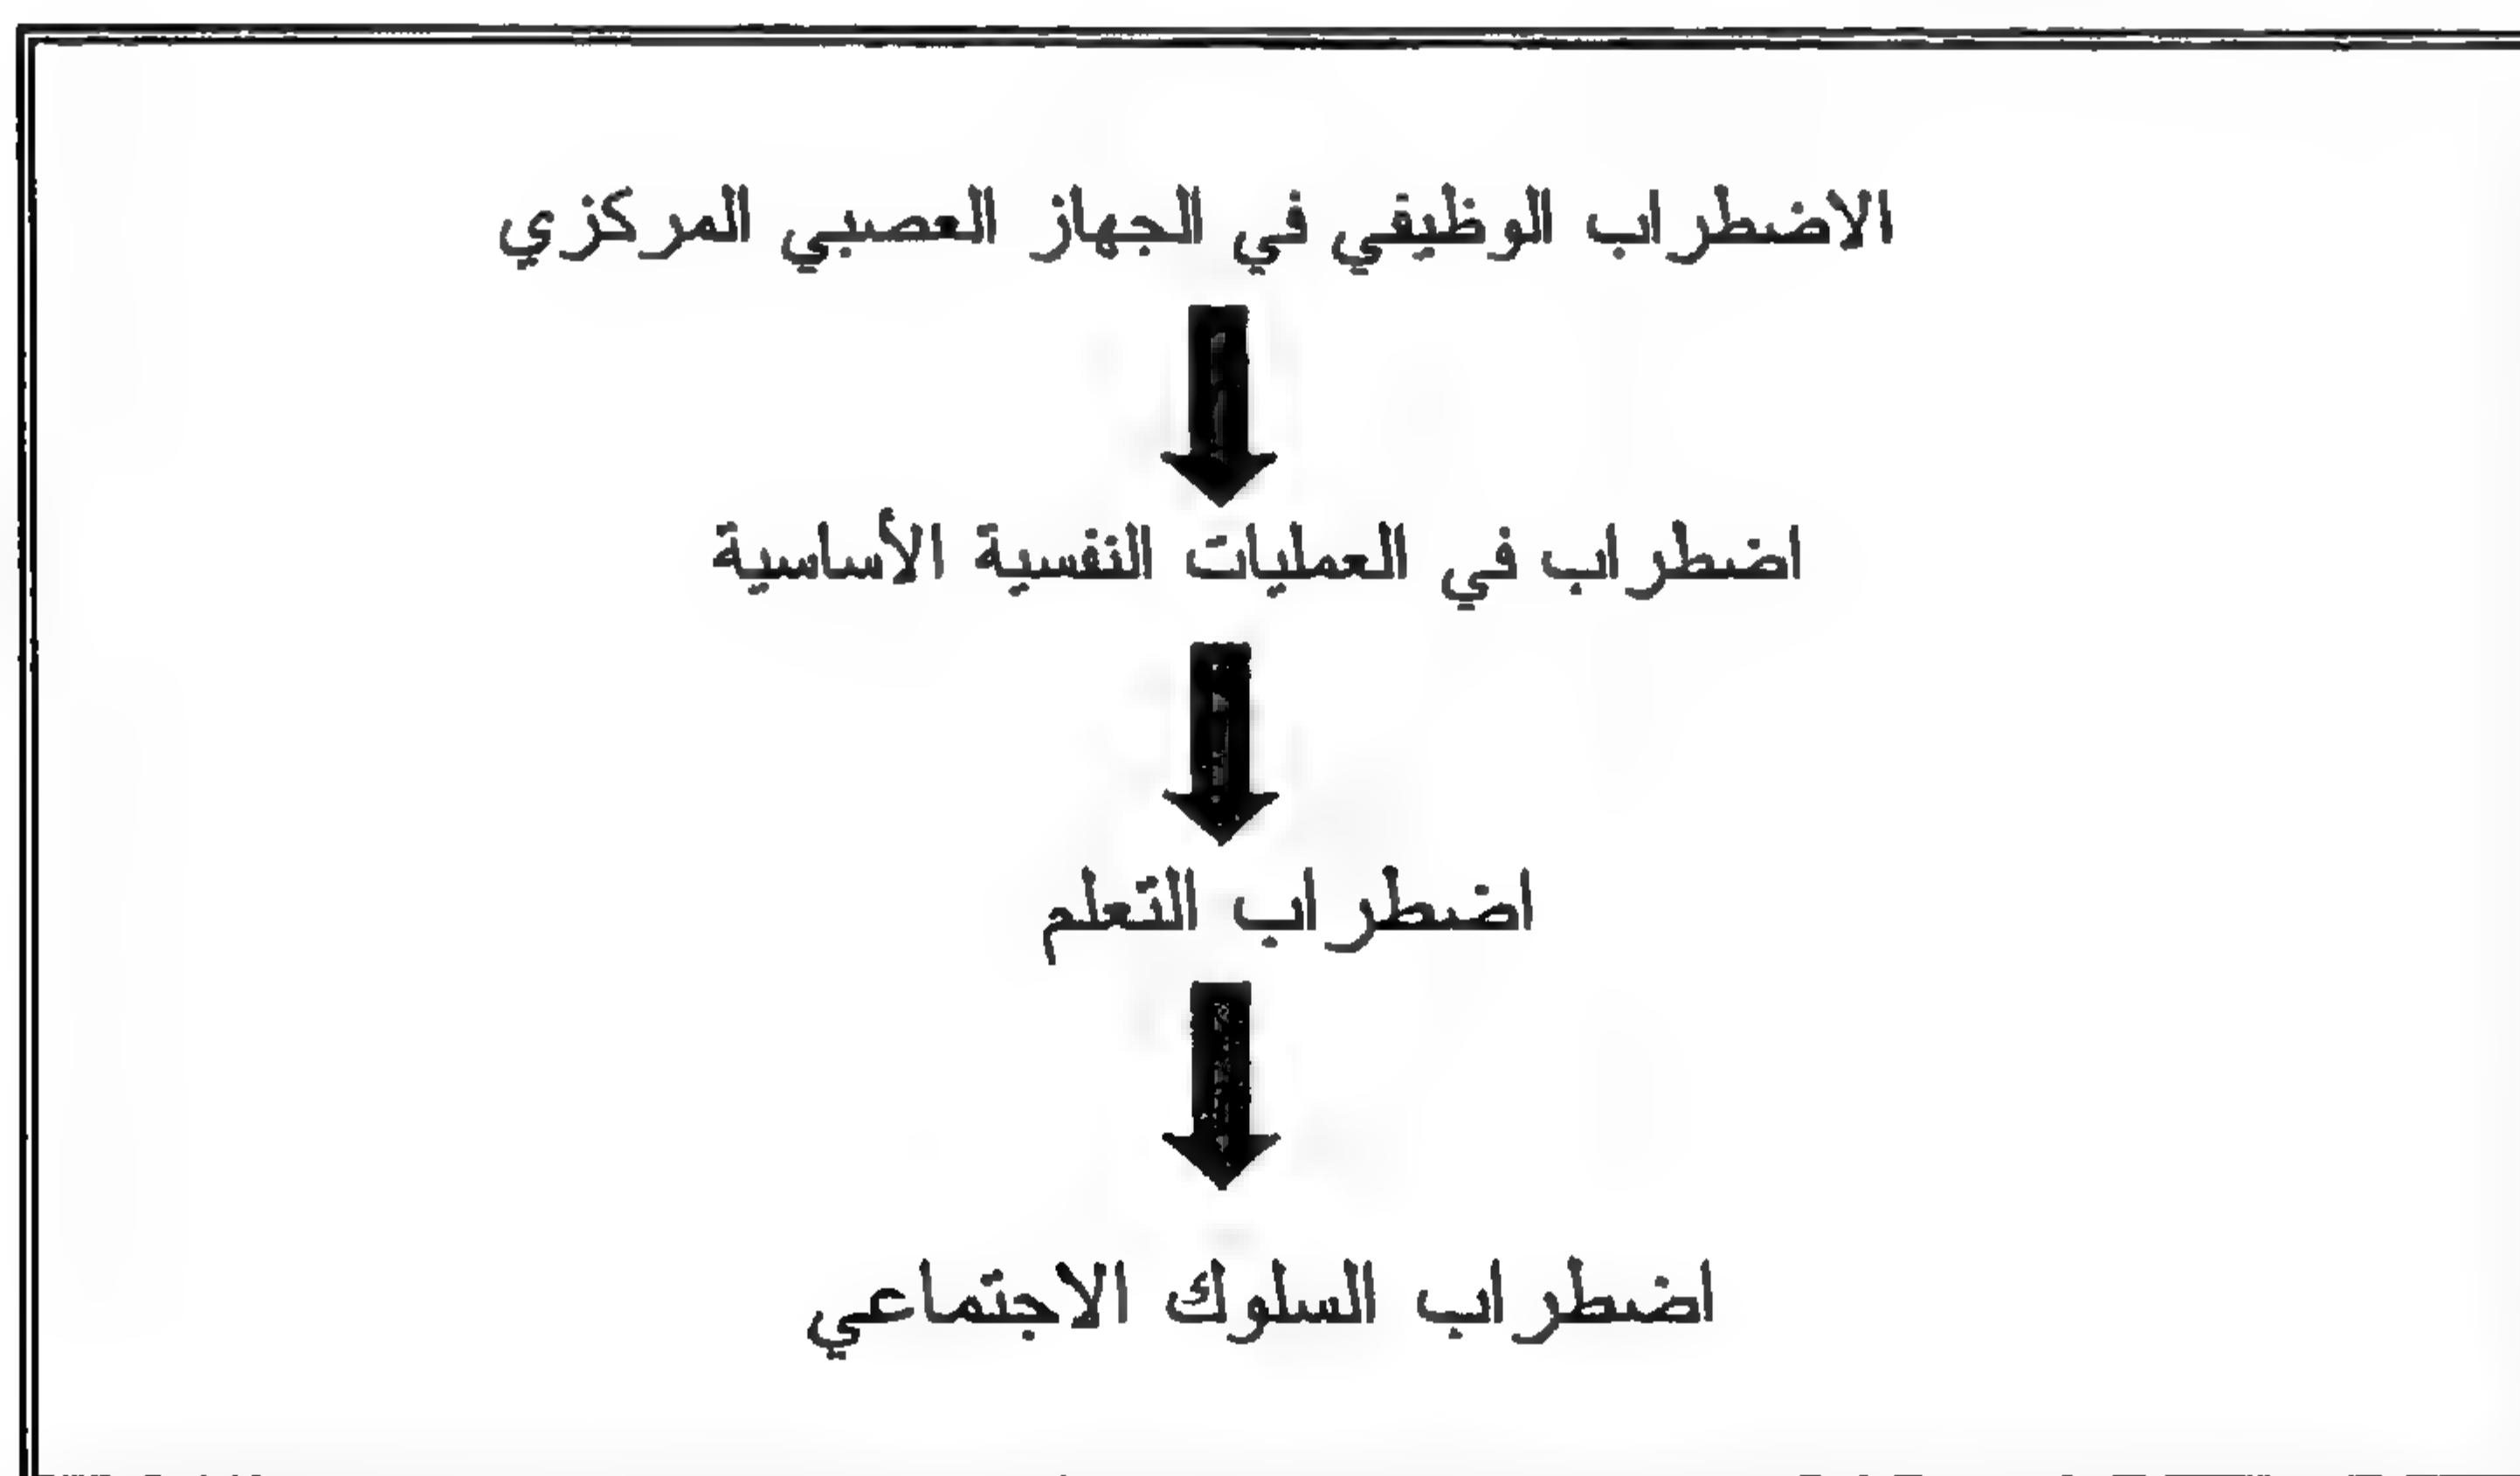 الاضطراب الوظيفي في الجهاز العصبي المركزي
اضطراب في العمليات النفسية الأساسية
اضطراب التعلم
اضطراب السلوك الاجتماعي